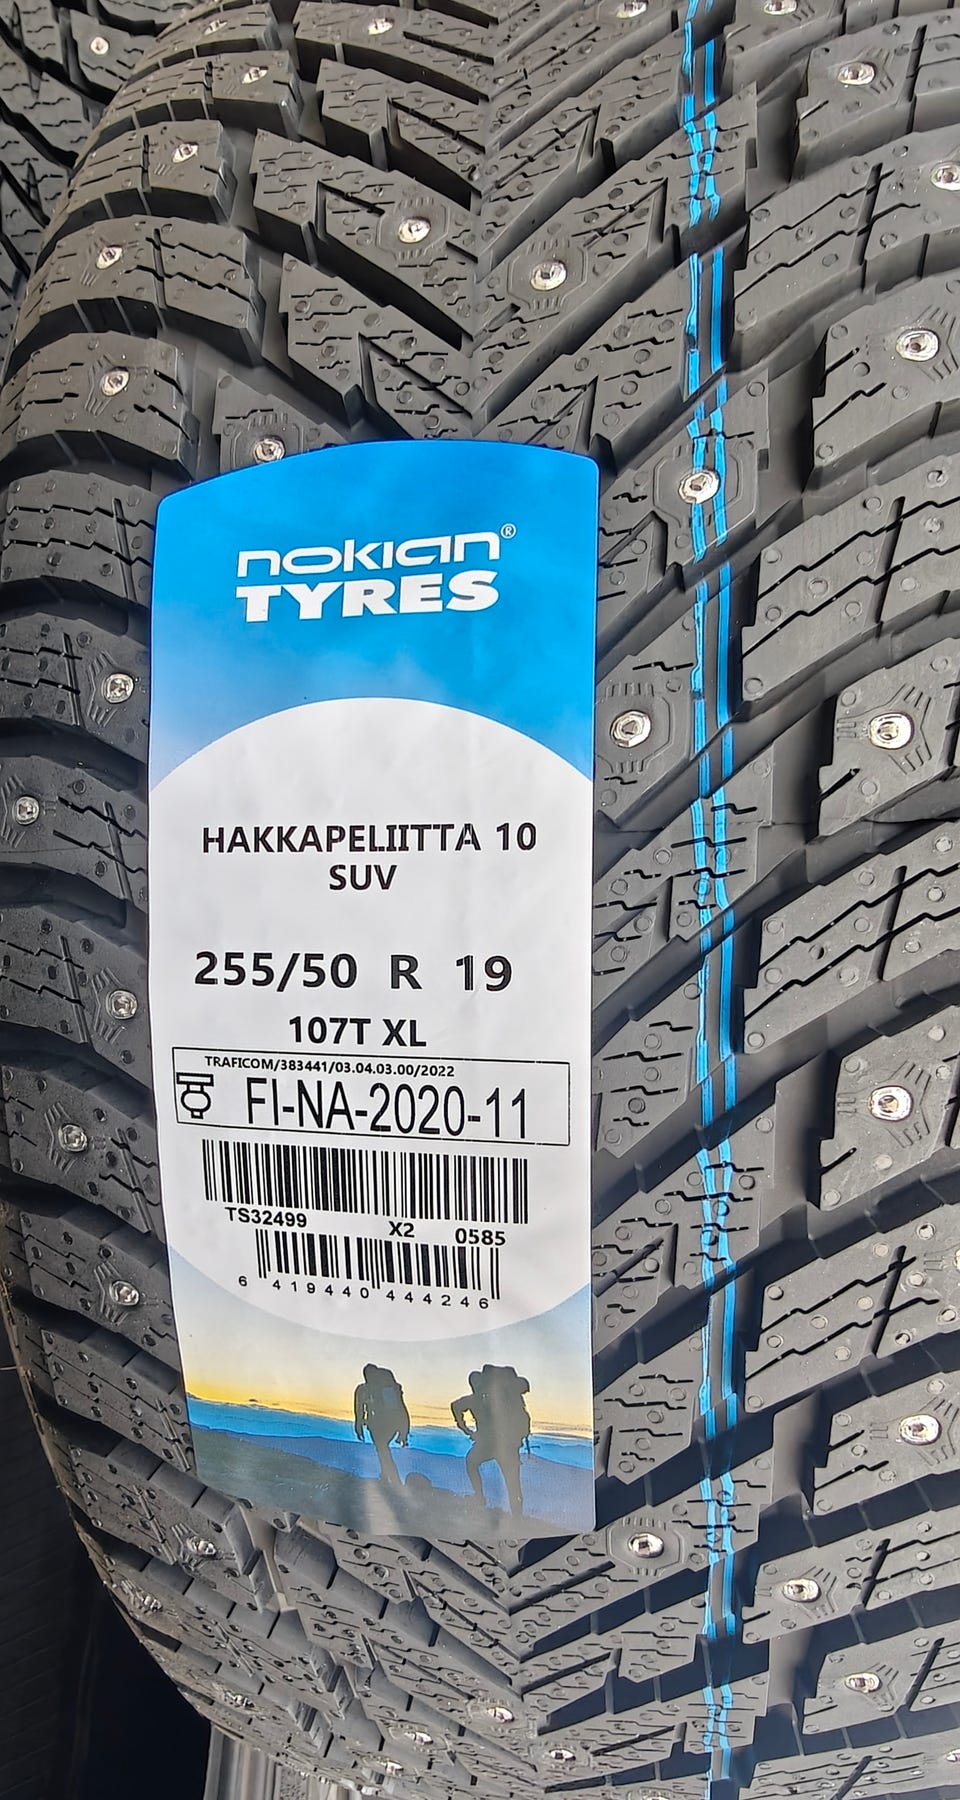 nokian®
TYRES
HAKKAPELIITTA 10
SUV
255/50 R 19
107T XL
TRAFICOM/383441/03.04.03.00/2022
FI-NA-2020-11
TS32499 X2 0585
6 419440 444246